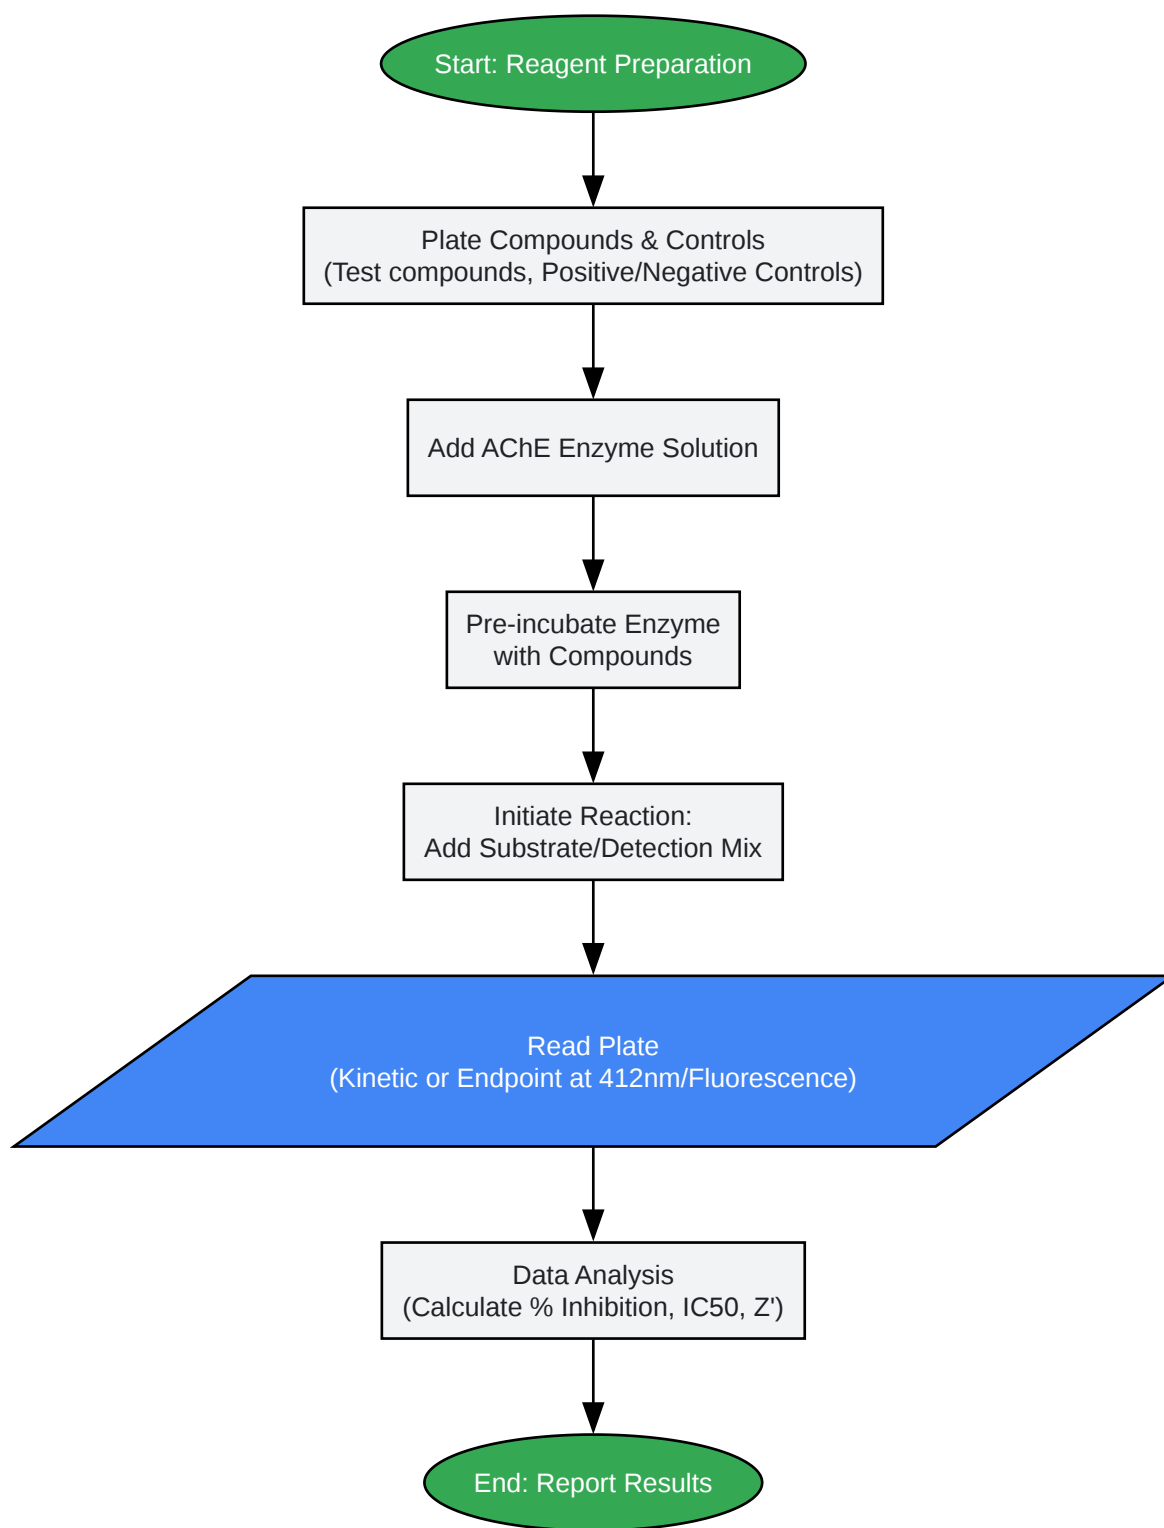 Start: Reagent Preparation
Plate Compounds & Controls
(Test compounds, Positive/Negative Controls)
Add AChE Enzyme Solution
Pre-incubate Enzyme
with Compounds
Initiate Reaction:
Add Substrate/Detection Mix
Read Plate
(Kinetic or Endpoint at 412nm/Fluorescence)
Data Analysis
(Calculate % Inhibition, IC50, Z')
End: Report Results